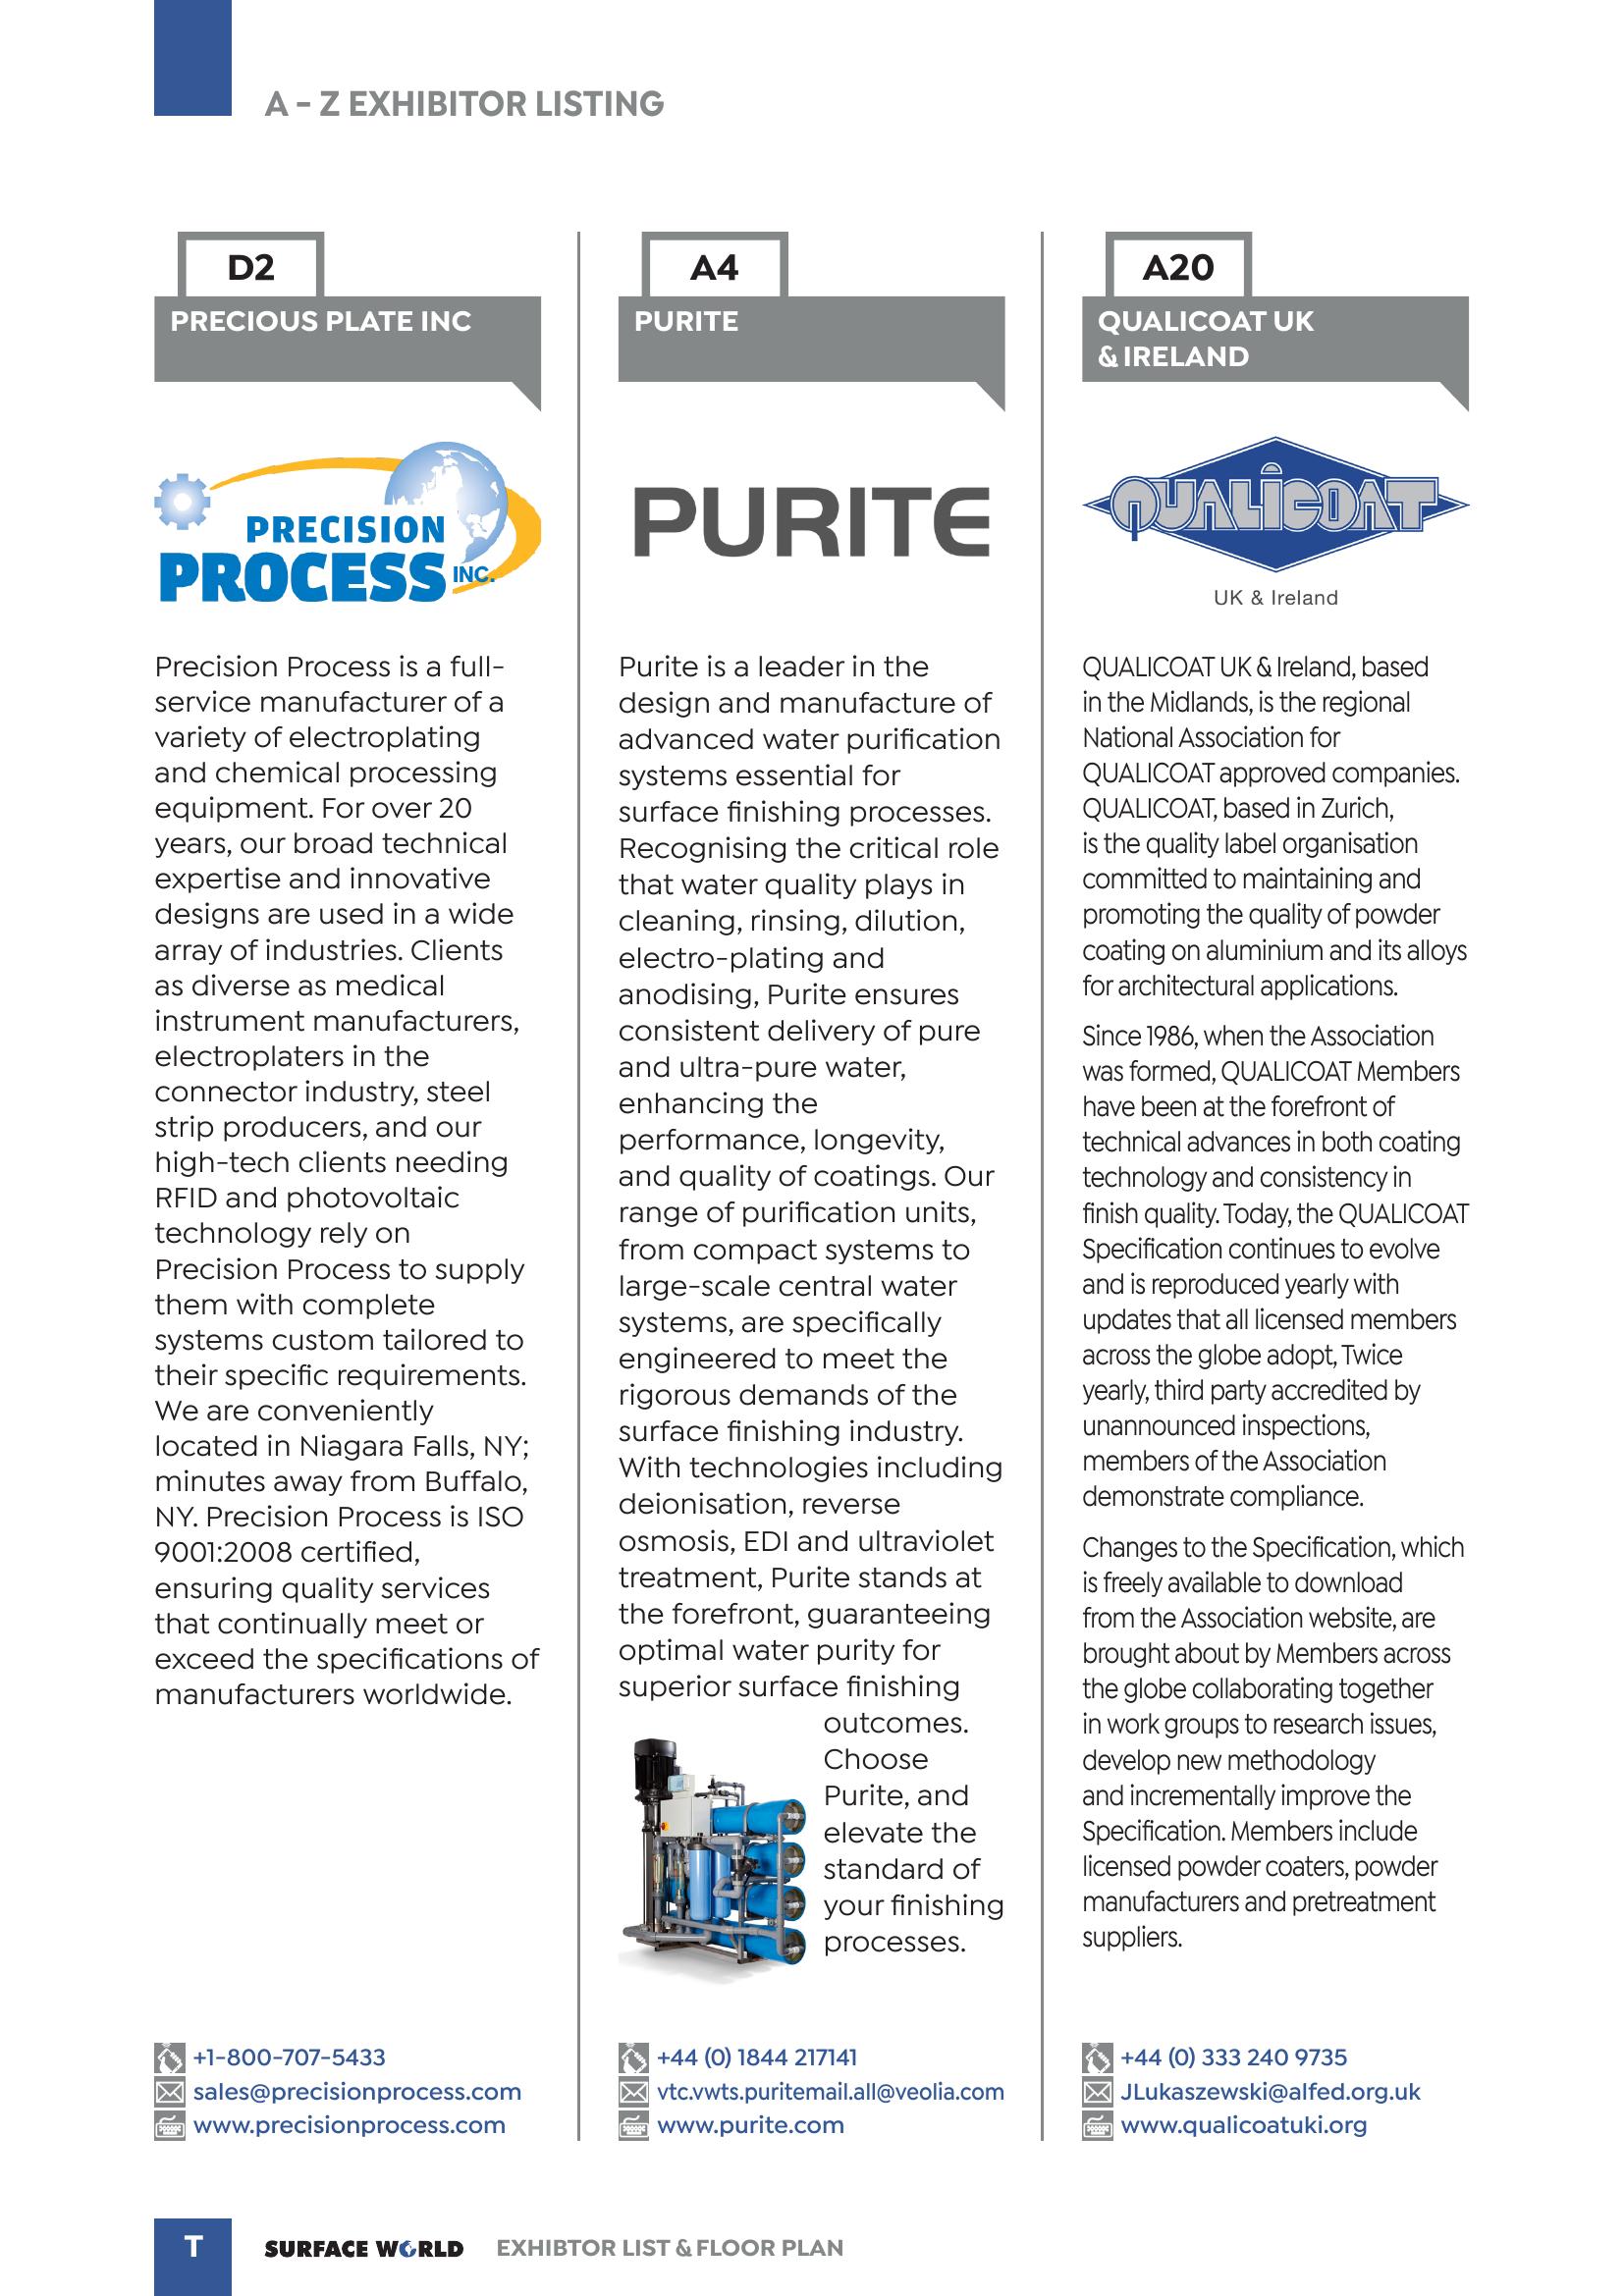 A – Z EXHIBITOR LISTING
D2
PRECIOUS PLATE INC
PRECISION
PROCESS INC.
Precision Process is a full-
service manufacturer of a
variety of electroplating
and chemical processing
equipment. For over 20
years, our broad technical
expertise and innovative
designs are used in a wide
array of industries. Clients
as diverse as medical
instrument manufacturers,
electroplaters in the
connector industry, steel
strip producers, and our
high-tech clients needing
RFID and photovoltaic
technology rely on
Precision Process to supply
them with complete
systems custom tailored to
their specific requirements.
We are conveniently
located in Niagara Falls, NY;
minutes away from Buffalo,
NY. Precision Process is ISO
9001:2008 certified,
ensuring quality services
that continually meet or
exceed the specifications of
manufacturers worldwide.
+1-800-707-5433
sales@precisionprocess.com
www.precisionprocess.com
A4
PURITE
PURITE
Purite is a leader in the
design and manufacture of
advanced water purification
systems essential for
surface finishing processes.
Recognising the critical role
that water quality plays in
cleaning, rinsing, dilution,
electro-plating and
anodising, Purite ensures
consistent delivery of pure
and ultra-pure water,
enhancing the
performance, longevity,
and quality of coatings. Our
range of purification units,
from compact systems to
large-scale central water
systems, are specifically
engineered to meet the
rigorous demands of the
surface finishing industry.
With technologies including
deionisation, reverse
osmosis, EDI and ultraviolet
treatment, Purite stands at
the forefront, guaranteeing
optimal water purity for
superior surface finishing
outcomes.
Choose
Purite, and
elevate the
standard of
your finishing
processes.
+44 (0) 1844 217141
vtc.vwts.puritemail.all@veolia.com
www.purite.com
A20
QUALICOAT UK
& IRELAND
QUALICOAT
UK & Ireland
QUALICOAT UK & Ireland, based
in the Midlands, is the regional
National Association for
QUALICOAT approved companies.
QUALICOAT, based in Zurich,
is the quality label organisation
committed to maintaining and
promoting the quality of powder
coating on aluminium and its alloys
for architectural applications.
Since 1986, when the Association
was formed, QUALICOAT Members
have been at the forefront of
technical advances in both coating
technology and consistency in
finish quality. Today, the QUALICOAT
Specification continues to evolve
and is reproduced yearly with
updates that all licensed members
across the globe adopt, Twice
yearly, third party accredited by
unannounced inspections,
members of the Association
demonstrate compliance.
Changes to the Specification, which
is freely available to download
from the Association website, are
brought about by Members across
the globe collaborating together
in work groups to research issues,
develop new methodology
and incrementally improve the
Specification. Members include
licensed powder coaters, powder
manufacturers and pretreatment
suppliers.
+44 (0) 333 240 9735
JLukaszewski@alfed.org.uk
www.qualicoatuki.org
T SURFACE WORLD EXHIBTOR LIST & FLOOR PLAN